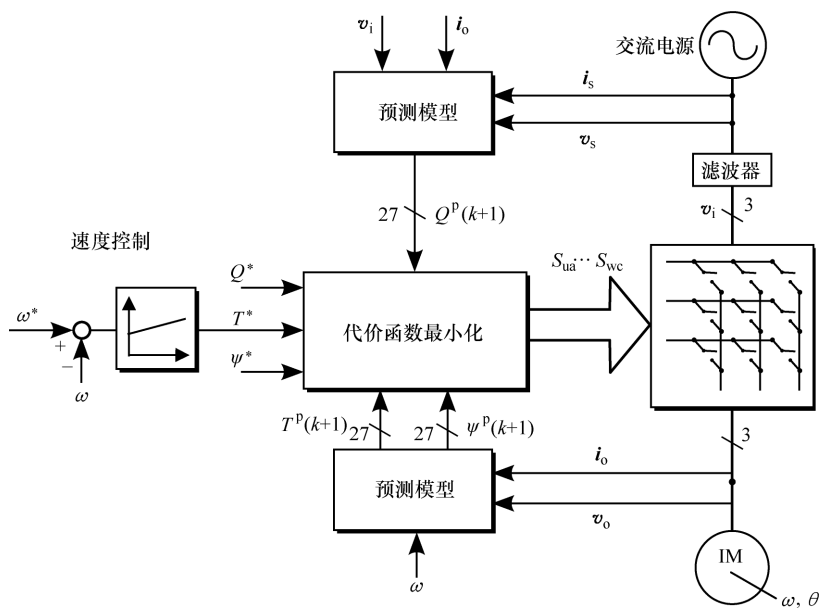 v_i
i_o
交流电源
预测模型
i_s
v_s
滤波器
v_i
3
27
Q^p(k+1)
速度控制
Q*
S_ua⋯ S_wc
ω*
T*
代价函数最小化
+
−
ψ*
ω
T^p(k+1)
27
27
ψ^p(k+1)
3
预测模型
i_o
v_o
IM
ω
ω, θ